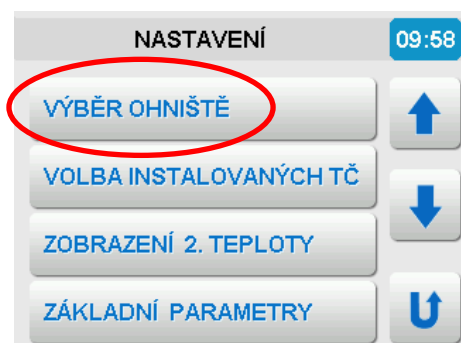 NASTAVENÍ
09:58
VÝBĚR OHNIŠTĚ
VOLBA INSTALOVANÝCH TČ
ZOBRAZENÍ 2. TEPLOTY
ZÁKLADNÍ PARAMETRY